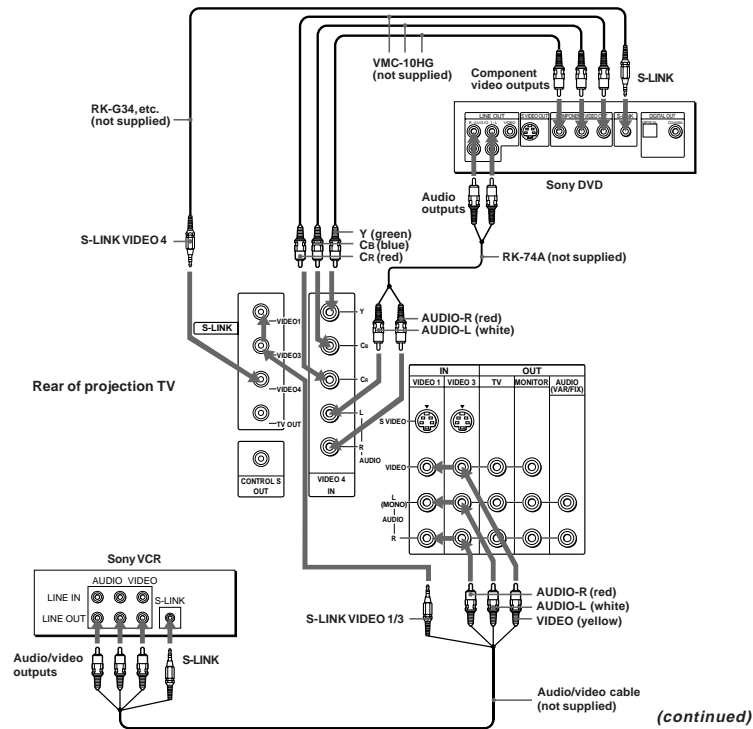 VMC-10HG
(not supplied)
Component
video outputs
S-LINK
RK-G34, etc.
(not supplied)
LINE OUT
R-AUDIO-L
VIDEO
S VIDEO OUT
COMPONENT VIDEO OUT
S-LINK
DIGITAL OUT
OPTICAL
COAXIAL
Sony DVD
Audio
outputs
S-LINK VIDEO 4
Y (green)
CB (blue)
CR (red)
RK-74A (not supplied)
AUDIO-R (red)
AUDIO-L (white)
S-LINK
VIDEO1
VIDEO3
VIDEO4
TV OUT
Y
CB
CR
L
R
AUDIO
Rear of projection TV
CONTROL S
OUT
VIDEO 4
IN
IN
OUT
VIDEO 1
VIDEO 3
TV
MONITOR
AUDIO
(VAR/FIX)
S VIDEO
VIDEO
L
(MONO)
AUDIO
R
Sony VCR
AUDIO VIDEO
LINE IN
LINE OUT
S-LINK
S-LINK VIDEO 1/3
AUDIO-R (red)
AUDIO-L (white)
VIDEO (yellow)
Audio/video
outputs
S-LINK
Audio/video cable
(not supplied)
(continued)